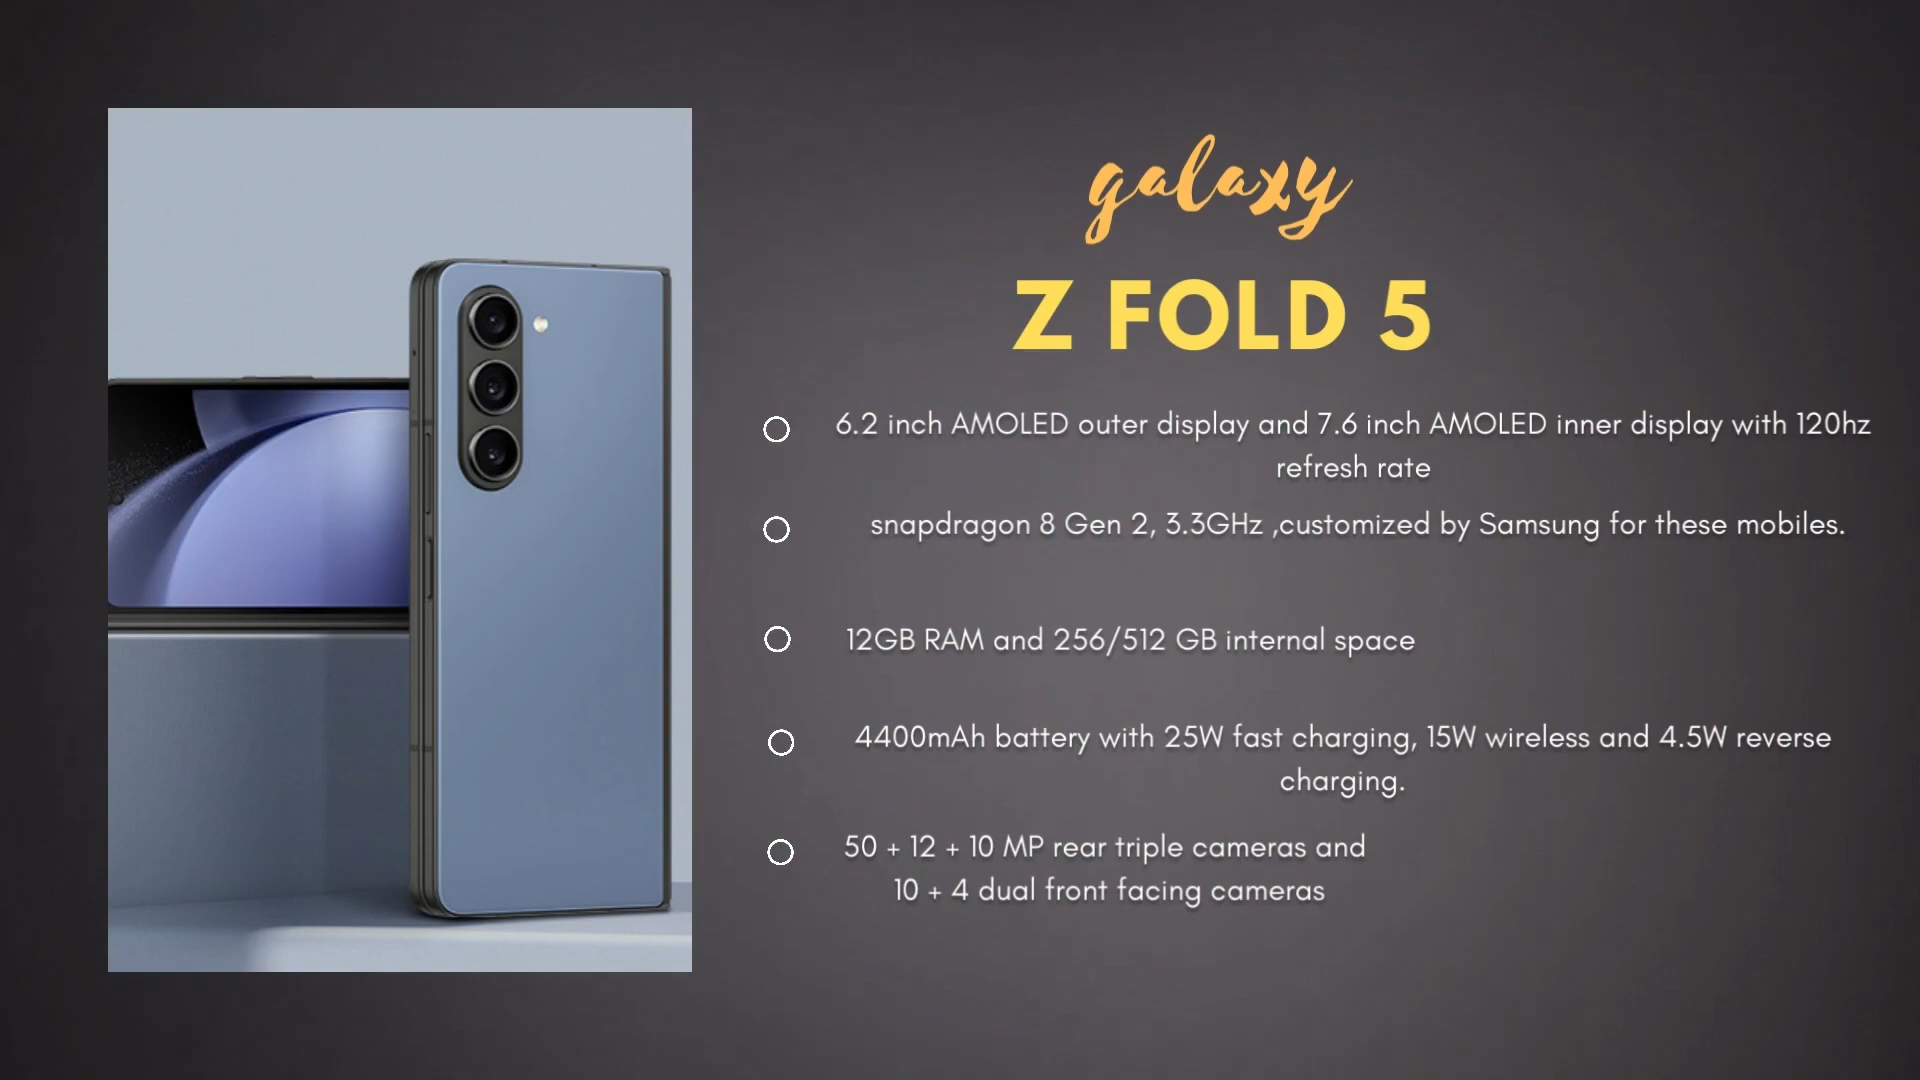 galaxy
Z FOLD 5
6.2 inch AMOLED outer display and 7.6 inch AMOLED inner display with 120hz
refresh rate
snapdragon 8 Gen 2, 3.3GHz ,customized by Samsung for these mobiles.
12GB RAM and 256/512 GB internal space
4400mAh battery with 25W fast charging, 15W wireless and 4.5W reverse
charging.
50 + 12 + 10 MP rear triple cameras and
10 + 4 dual front facing cameras